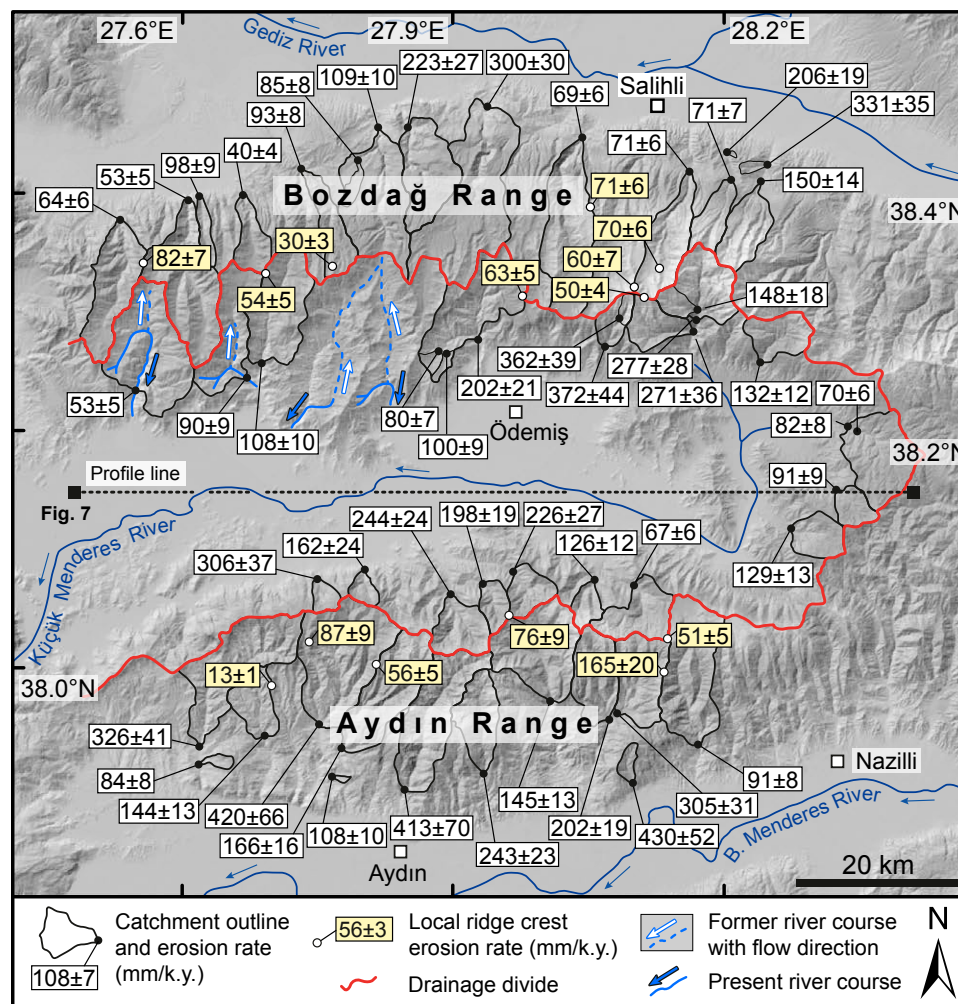 27.6°E
27.9°E
28.2°E
Gediz River
109±10
223±27
300±30
85±8
93±8
69±6
Salihli
206±19
331±35
71±7
98±9
40±4
71±6
53±5
64±6
150±14
Bozdağ Range
71±6
38.4°N
70±6
82±7
30±3
60±7
63±5
54±5
50±4
148±18
362±39
277±28
202±21
372±44
271±36
132±12
53±5
80±7
70±6
90±9
108±10
100±9
Ödemiş
82±8
38.2°N
Profile line
91±9
Fig. 7
Küçük Menderes River
244±24
198±19
226±27
162±24
126±12
67±6
306±37
129±13
87±9
76±9
51±5
13±1
56±5
165±20
38.0°N
Aydın Range
326±41
84±8
Nazilli
144±13
420±66
166±16
108±10
413±70
243±23
145±13
202±19
430±52
305±31
91±8
B. Menderes River
Aydın
20 km
Catchment outline
and erosion rate
(mm/k.y.)
108±7
56±3
Local ridge crest
erosion rate (mm/k.y.)
Drainage divide
Former river course
with flow direction
Present river course
N